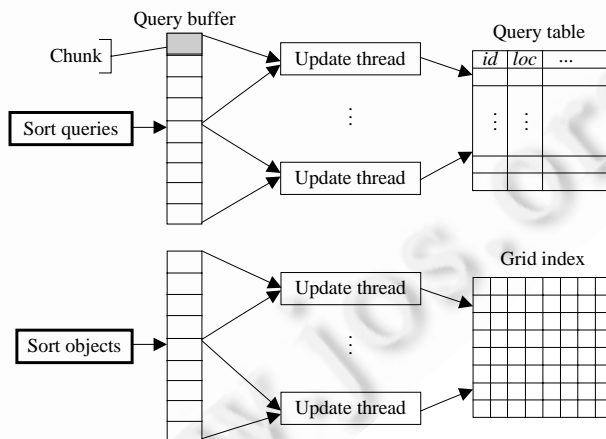 Query buffer
Chunk
Update thread
Query table
id loc ...
Sort queries
⋮
⋮ ⋮
Update thread
Grid index
Update thread
Sort objects
⋮
Update thread